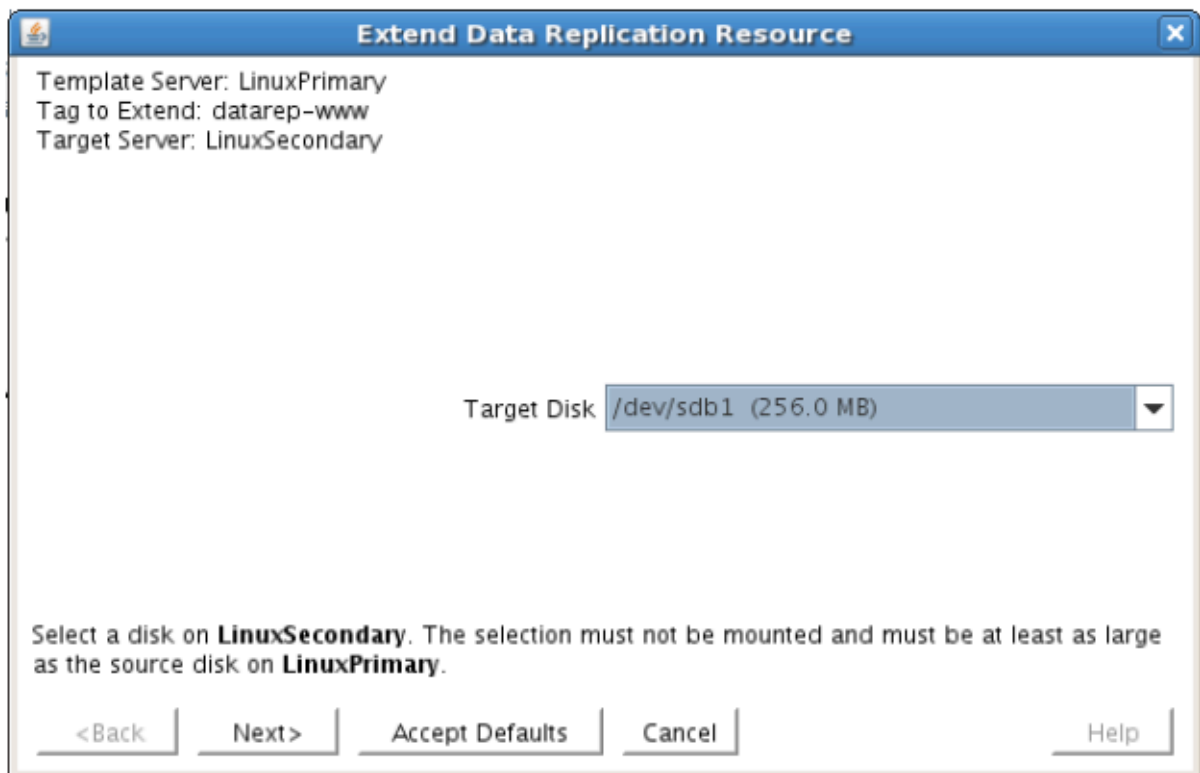 Extend Data Replication Resource
Template Server: LinuxPrimary
Tag to Extend: datarep-www
Target Server: LinuxSecondary
Target Disk /dev/sdb1 (256.0 MB)
Select a disk on LinuxSecondary. The selection must not be mounted and must be at least as large
as the source disk on LinuxPrimary.
<Back Next> Accept Defaults Cancel Help